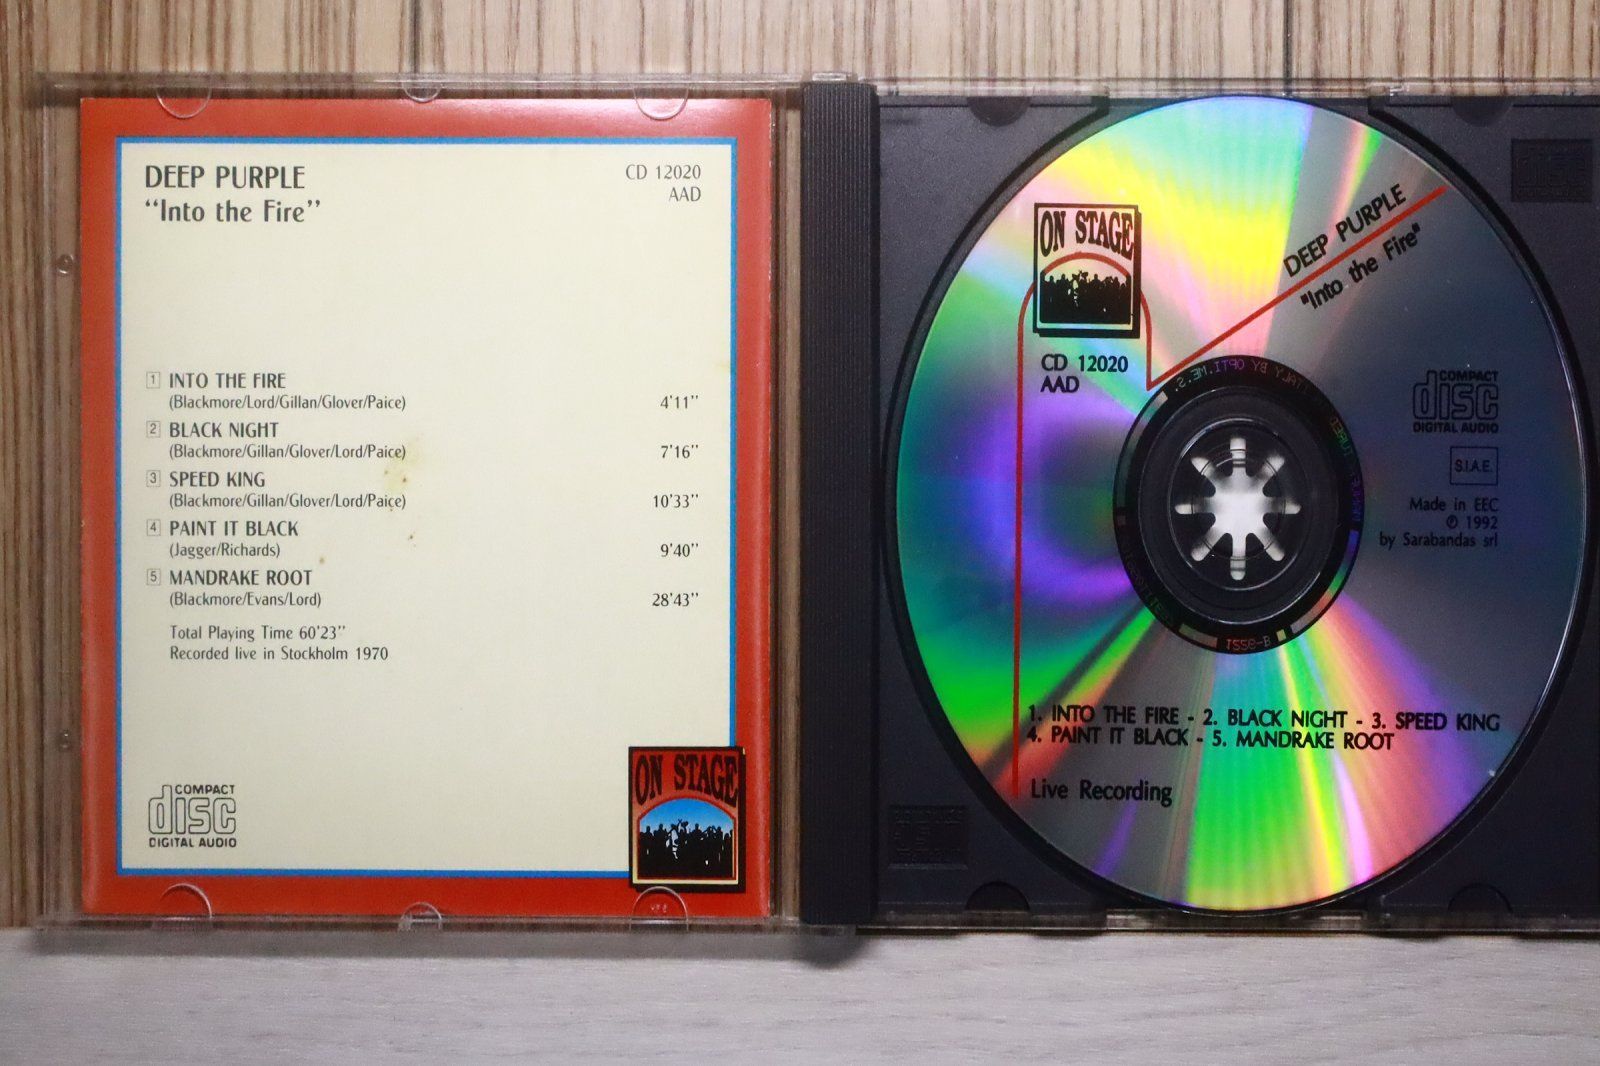 DEEP PURPLE
“Into the Fire”
CD 12020
AAD
1 INTO THE FIRE
(Blackmore/Lord/Gillan/Glover/Paice) 4'11''
2 BLACK NIGHT
(Blackmore/Gillan/Glover/Lord/Paice) 7'16''
3 SPEED KING
(Blackmore/Gillan/Glover/Lord/Paice) 10'33''
4 PAINT IT BLACK
(Jagger/Richards) 9'40''
5 MANDRAKE ROOT
(Blackmore/Evans/Lord) 28'43''
Total Playing Time 60'23''
Recorded live in Stockholm 1970
COMPACT
disc
DIGITAL AUDIO
ON STAGE
ON STAGE
CD 12020
AAD
DEEP PURPLE
"Into the Fire"
COMPACT
disc
DIGITAL AUDIO
S.I.A.E.
Made in EEC
℗ 1992
by Sarabandas srl
ITALY BY OPTI.ME.S.
1. INTO THE FIRE - 2. BLACK NIGHT - 3. SPEED KING
4. PAINT IT BLACK - 5. MANDRAKE ROOT
Live Recording